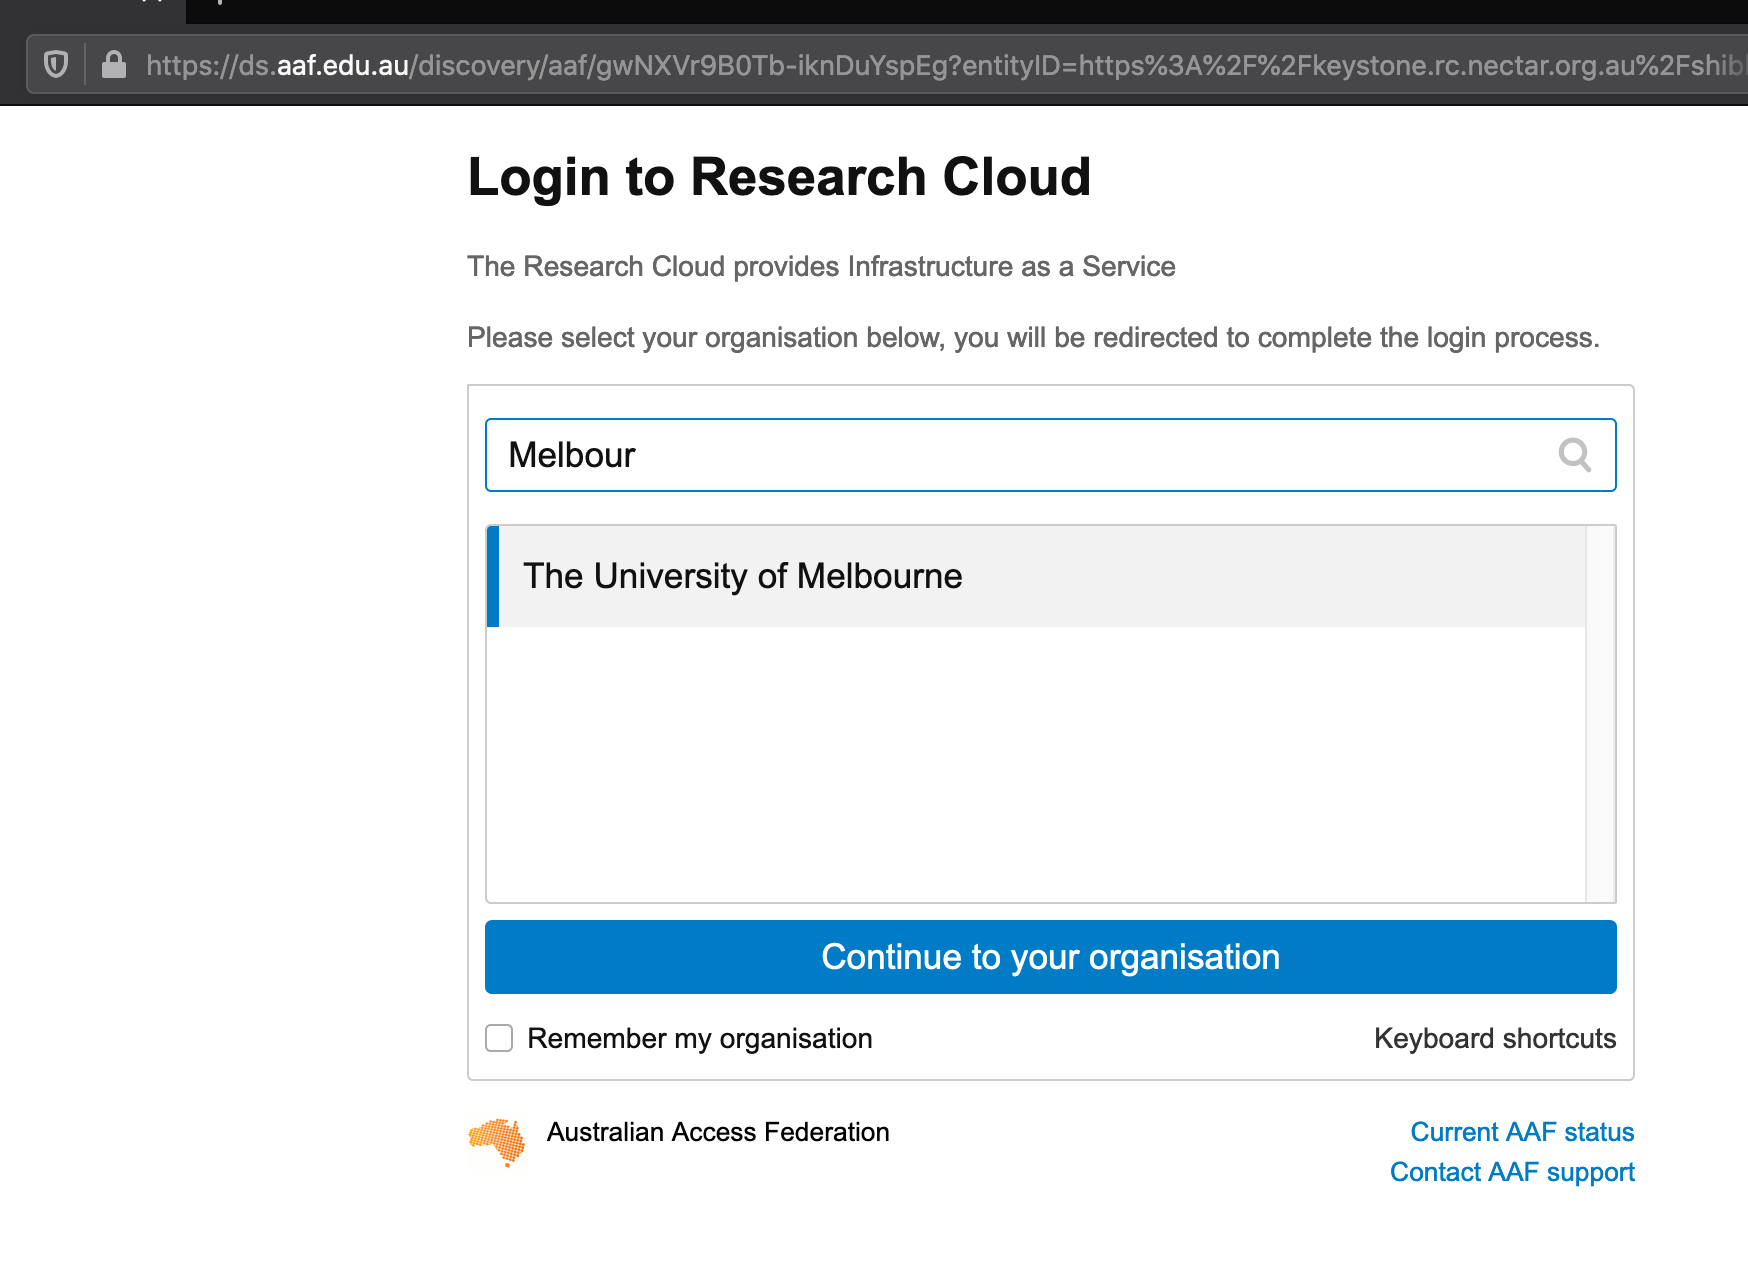 https://ds.aaf.edu.au/discovery/aaf/gwNXVr9B0Tb-iknDuYspEg?entityID=https%3A%2F%2Fkeystone.rc.nectar.org.au%2Fshib
Login to Research Cloud
The Research Cloud provides Infrastructure as a Service
Please select your organisation below, you will be redirected to complete the login process.
Melbour
The University of Melbourne
Continue to your organisation
Remember my organisation
Keyboard shortcuts
Australian Access Federation
Current AAF status
Contact AAF support